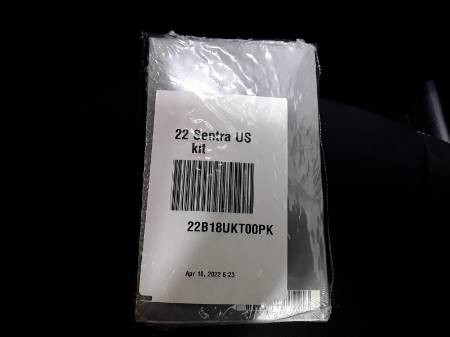 22 Sentra US
kit
22B18UKT00PK
Apr 18, 2022 6:23